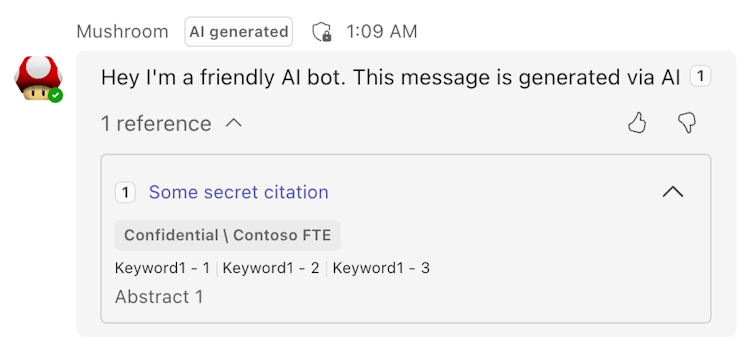 Mushroom AI generated 1:09 AM
Hey I'm a friendly AI bot. This message is generated via AI 1
1 reference
1 Some secret citation
Confidential \ Contoso FTE
Keyword1 - 1 | Keyword1 - 2 | Keyword1 - 3
Abstract 1